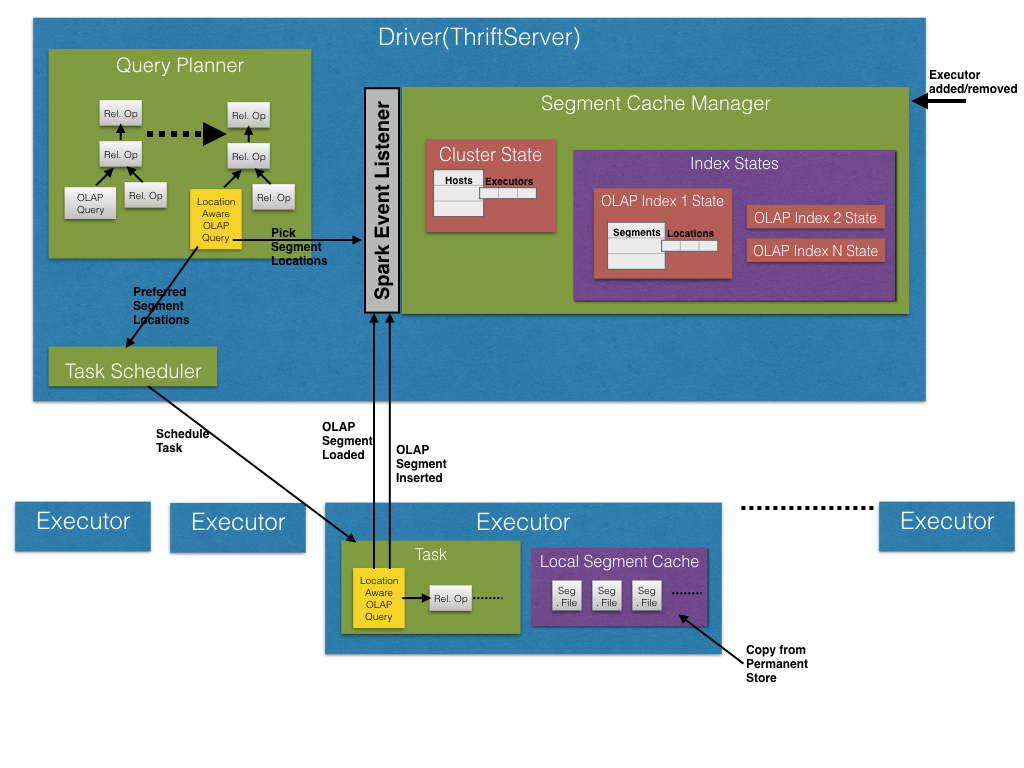 Driver(ThriftServer)
Query Planner
Rel. Op
Rel. Op
Rel. Op
Rel. Op
OLAP
Query
Rel. Op
Location
Aware
OLAP
Query
Rel. Op
Pick
Segment
Locations
Preferred
Segment
Locations
Task Scheduler
Spark Event Listener
Segment Cache Manager
Cluster State
Hosts
Executors
Index States
OLAP Index 1 State
Segments
Locations
OLAP Index 2 State
OLAP Index N State
Executor
added/removed
Schedule
Task
OLAP
Segment
Loaded
OLAP
Segment
Inserted
Executor
Executor
Executor
Executor
Task
Location
Aware
OLAP
Query
Rel. Op
Local Segment Cache
Seg
. File
Seg
. File
Seg
. File
Copy from
Permanent
Store